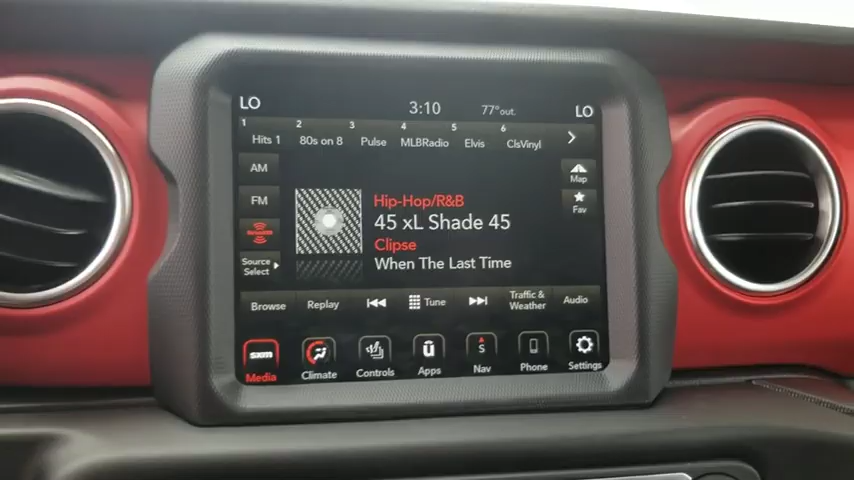 LO 3:10 77°out. LO
1 2 3 4 5 6
Hits 1 80s on 8 Pulse MLBRadio Elvis ClsVinyl
AM
FM
SiriusXM
Source
Select
Map
Fav
Hip-Hop/R&B
45 xL Shade 45
Clipse
When The Last Time
Browse Replay Tune Traffic &
Weather Audio
sxm S
Media Climate Controls Apps Nav Phone Settings